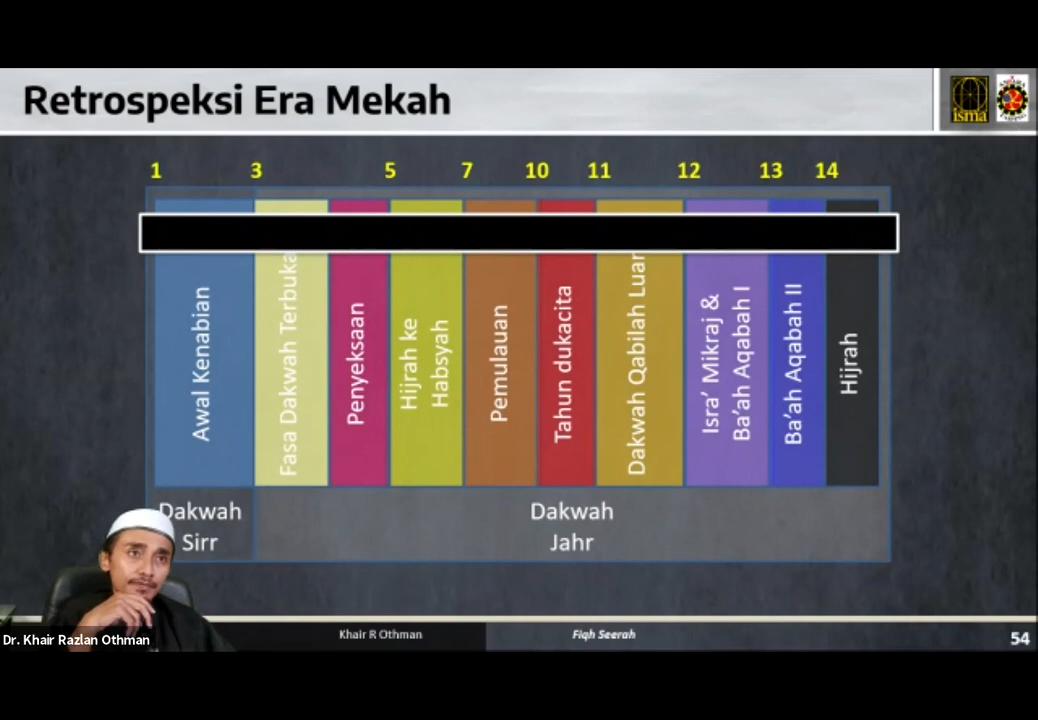 Retrospeksi Era Mekah
isma
1 3 5 7 10 11 12 13 14
Awal Kenabian
Fasa Dakwah Terbuka
Penyeksaan
Hijrah ke
Habsyah
Pemulauan
Tahun dukacita
Dakwah Qabilah Luar
Isra’ Mikraj &
Ba’ah Aqabah I
Ba’ah Aqabah II
Hijrah
Dakwah
Sirr
Dakwah
Jahr
Dr. Khair Razlan Othman
Khair R Othman
Fiqh Seerah
54